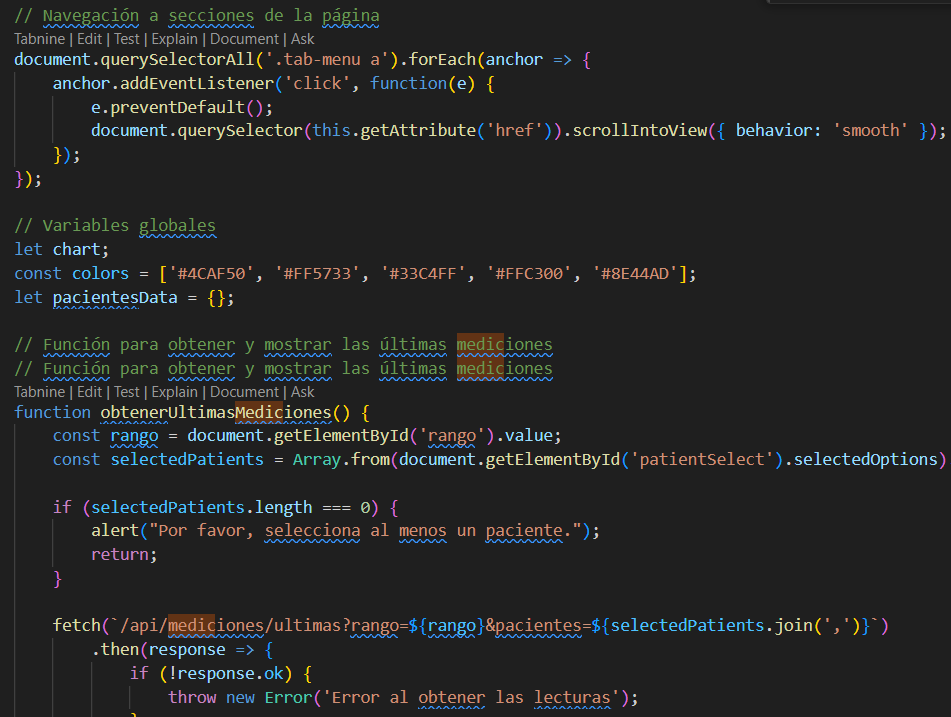 // Navegación a secciones de la página
Tabnine | Edit | Test | Explain | Document | Ask
document.querySelectorAll('.tab-menu a').forEach(anchor => {
    anchor.addEventListener('click', function(e) {
        e.preventDefault();
        document.querySelector(this.getAttribute('href')).scrollIntoView({ behavior: 'smooth' });
    });
});

// Variables globales
let chart;
const colors = ['#4CAF50', '#FF5733', '#33C4FF', '#FFC300', '#8E44AD'];
let pacientesData = {};

// Función para obtener y mostrar las últimas mediciones
// Función para obtener y mostrar las últimas mediciones
Tabnine | Edit | Test | Explain | Document | Ask
function obtenerUltimasMediciones() {
    const rango = document.getElementById('rango').value;
    const selectedPatients = Array.from(document.getElementById('patientSelect').selectedOptions)

    if (selectedPatients.length === 0) {
        alert("Por favor, selecciona al menos un paciente.");
        return;
    }

    fetch(`/api/mediciones/ultimas?rango=${rango}&pacientes=${selectedPatients.join(',')}`)
        .then(response => {
            if (!response.ok) {
                throw new Error('Error al obtener las lecturas');
            }